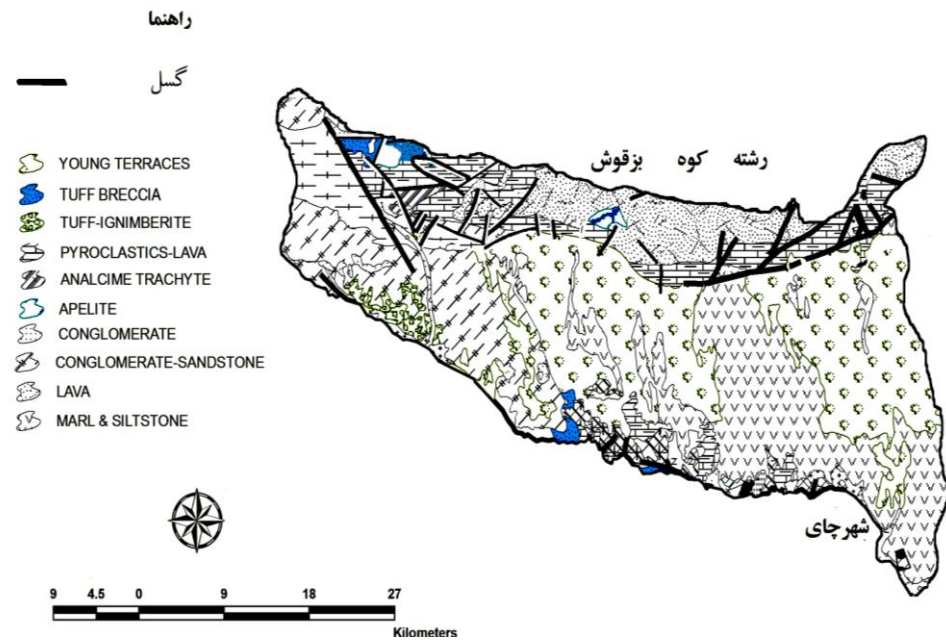 راهنما
گسل
YOUNG TERRACES
TUFF BRECCIA
TUFF-IGNIMBERITE
PYROCLASTICS-LAVA
ANALCIME TRACHYTE
APELITE
CONGLOMERATE
CONGLOMERATE-SANDSTONE
LAVA
MARL & SILTSTONE
رشته کوه بزقوش
شهرچای
9 4.5 0 9 18 27
Kilometers